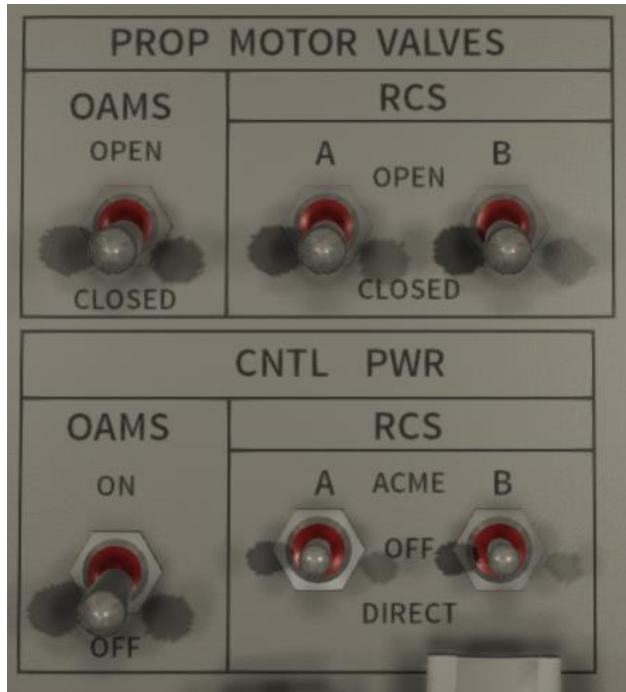 PROP MOTOR VALVES
OAMS
OPEN
CLOSED
RCS
A B
OPEN
CLOSED
CNTL PWR
OAMS
ON
OFF
RCS
A ACME B
OFF
DIRECT